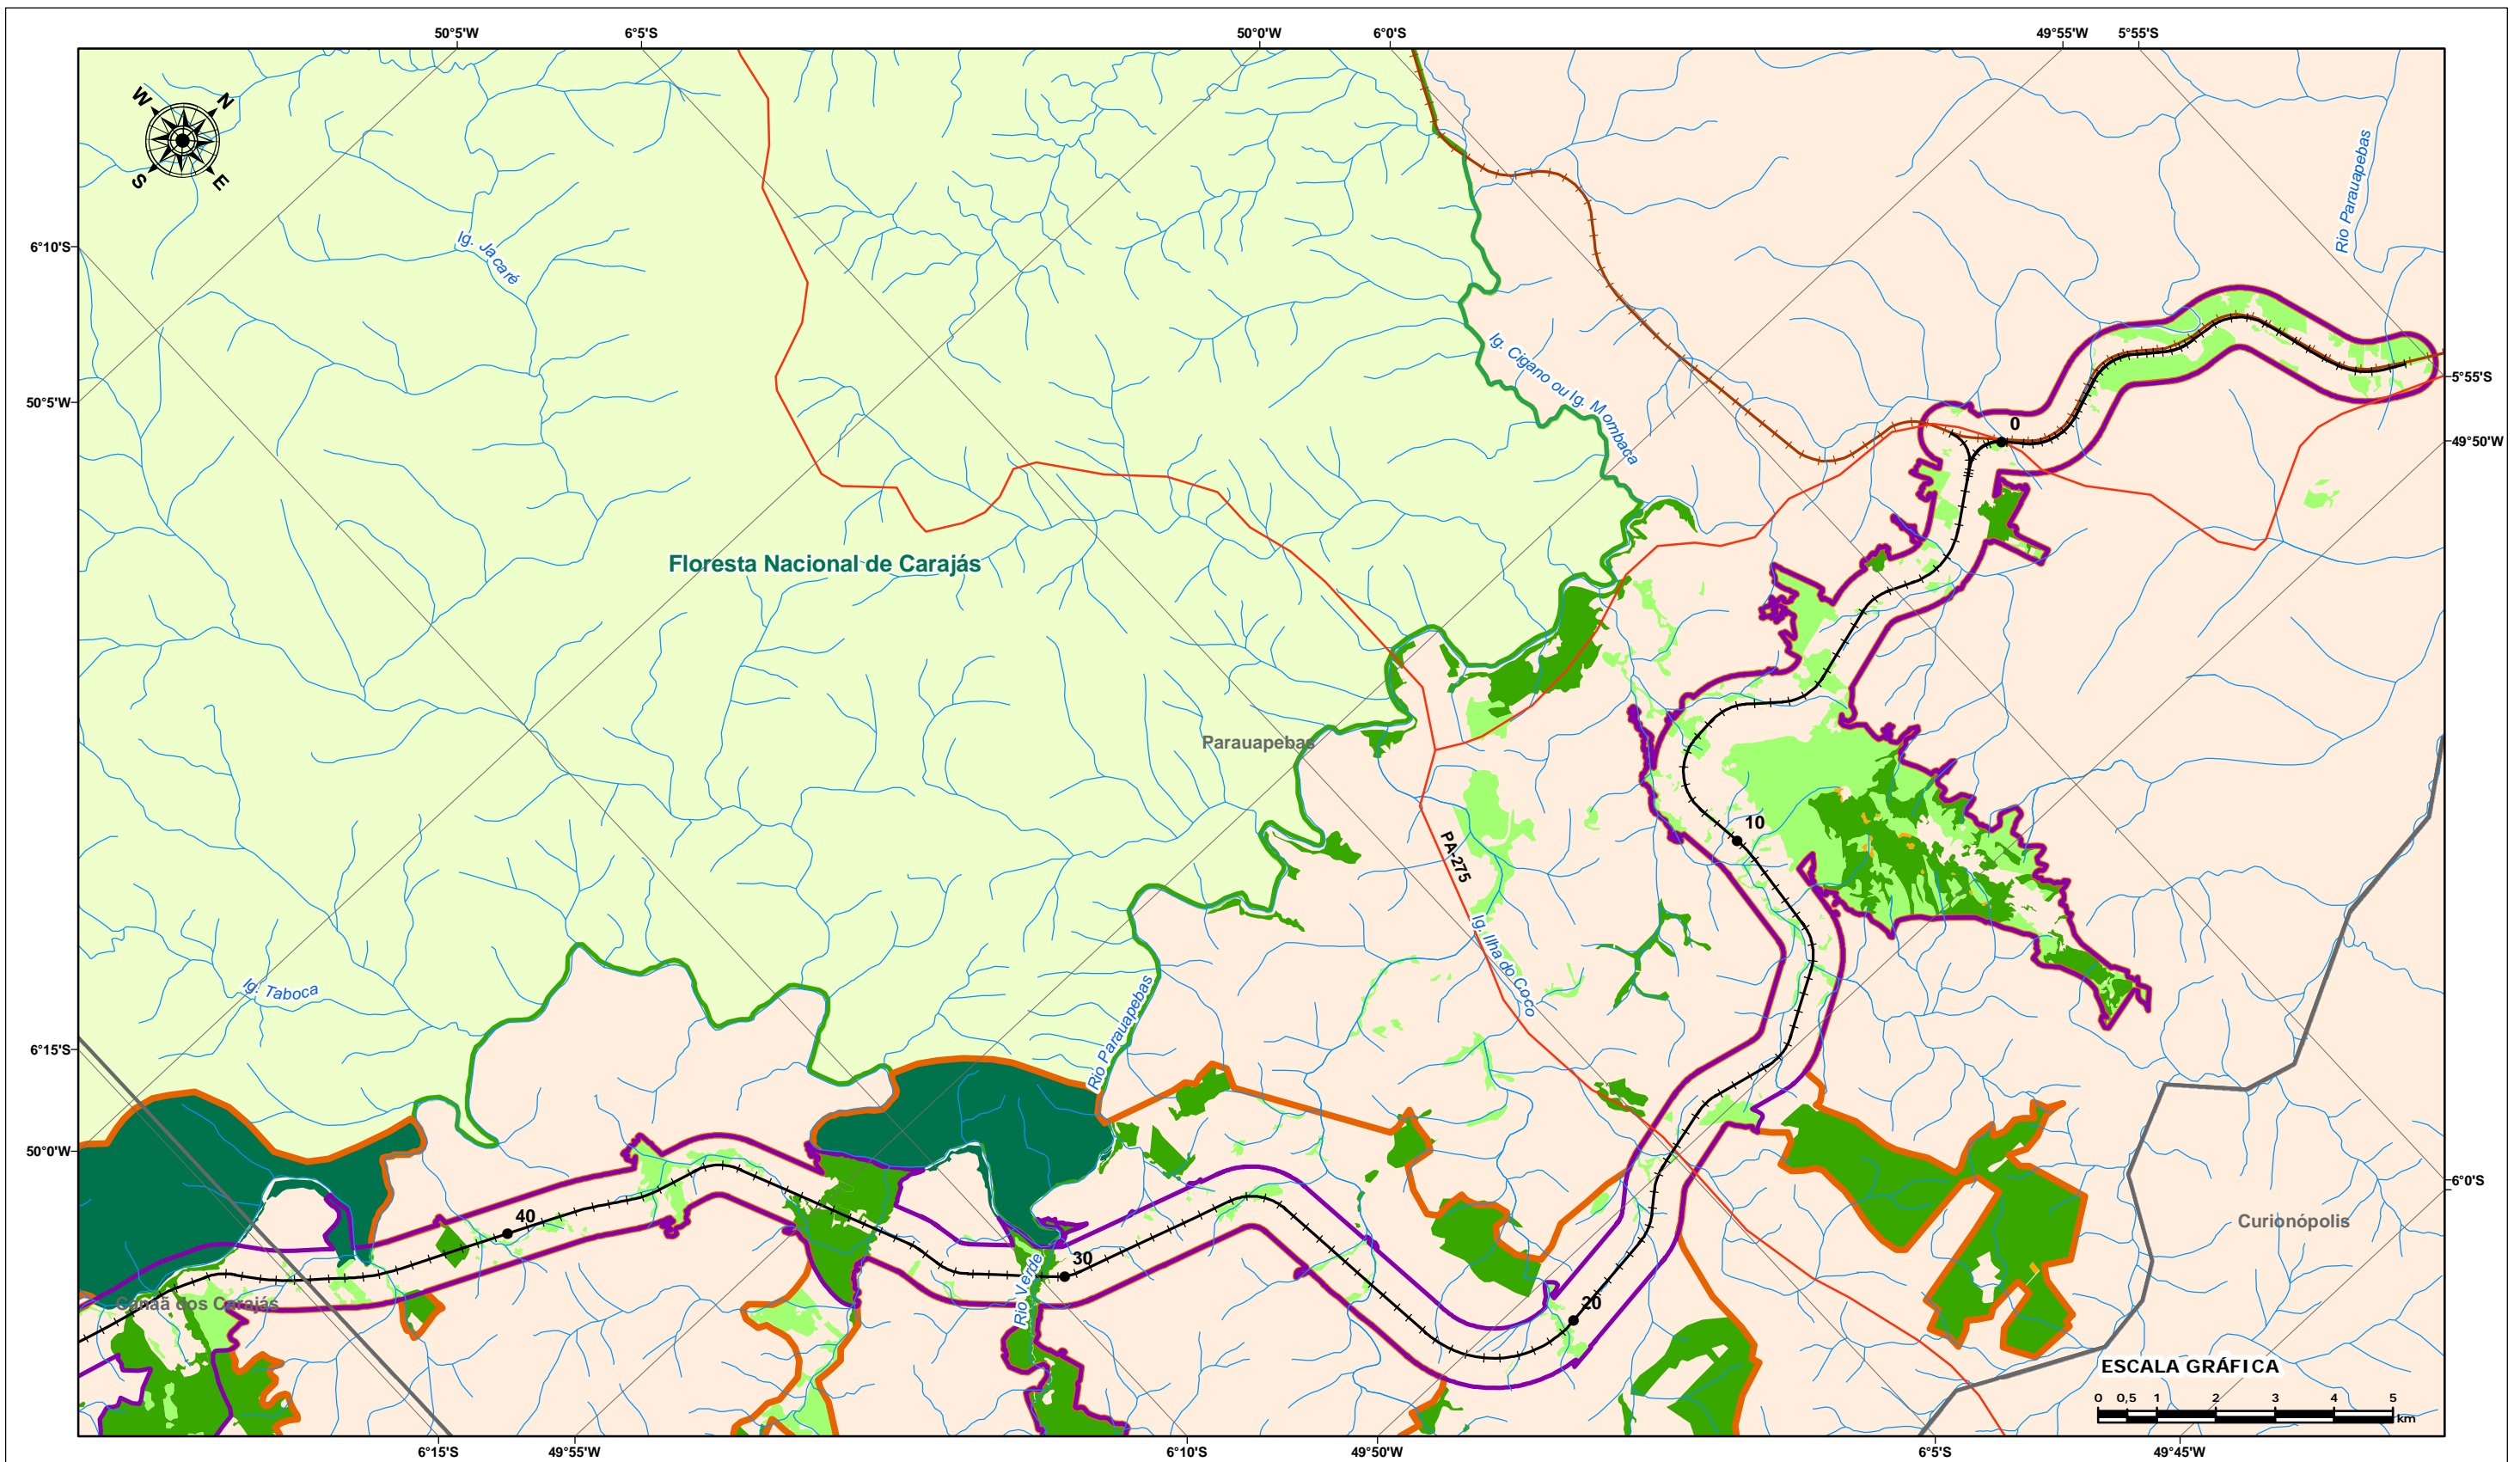 50°5'W
6°5'S
50°0'W
6°0'S
49°55'W
5°55'S
W
N
S
E
Rio Parauapebas
6°10'S
Ig. Jacaré
Ig. Cigano ou Ig. Mombaça
5°55'S
50°5'W
0
49°50'W
Floresta Nacional de Carajás
Parauapebas
10
PA-275
Ig. Ilha do Coco
Ig. Taboca
Rio Parauapebas
6°15'S
50°0'W
6°0'S
40
Curionópolis
30
Rio Verde
Canaã dos Carajás
20
ESCALA GRÁFICA
0 0,5 1 2 3 4 5
km
6°15'S
49°55'W
6°10'S
49°50'W
6°5'S
49°45'W